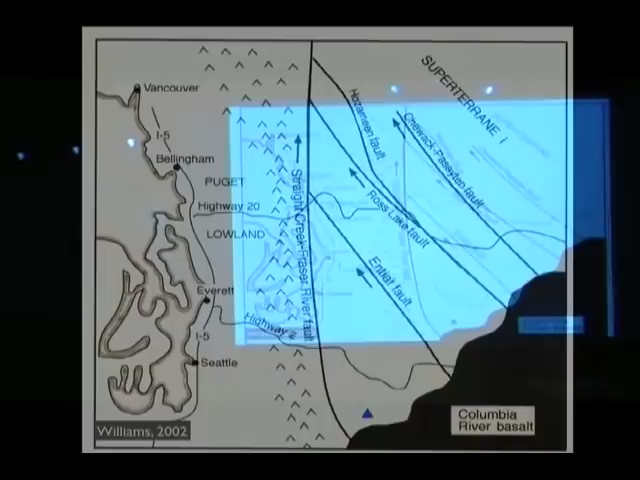 Vancouver
SUPERTERRANE I
Hozameen fault
Chewack-Pasayten fault
I-5
Bellingham
PUGET
Highway 20
LOWLAND
Straight Creek-Fraser River fault
Ross Lake fault
Entiat fault
Everett
Highway 2
I-5
Seattle
Columbia
River basalt
Williams, 2002